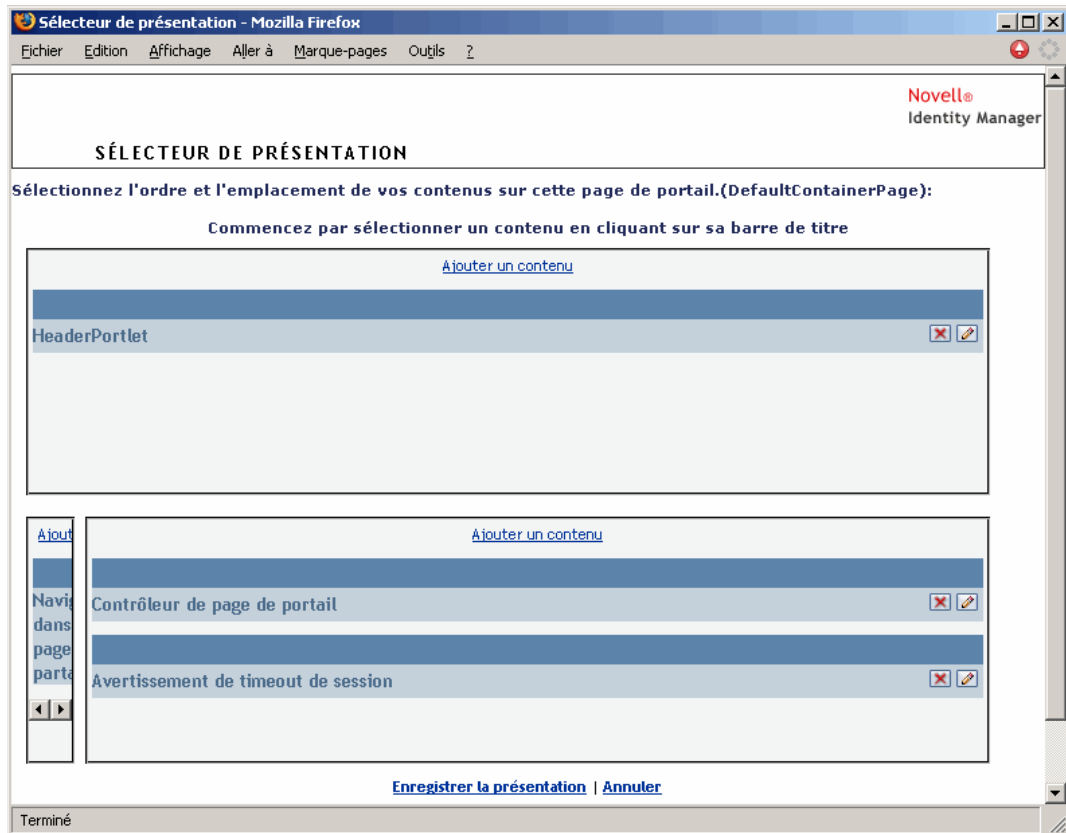 Sélecteur de présentation - Mozilla Firefox
Fichier Edition Affichage Aller à Marque-pages Outils ?
Novell®
Identity Manager
SÉLECTEUR DE PRÉSENTATION
Sélectionnez l'ordre et l'emplacement de vos contenus sur cette page de portail.(DefaultContainerPage):
Commencez par sélectionner un contenu en cliquant sur sa barre de titre
Ajouter un contenu
HeaderPortlet
Ajout
Navig
dans
page
parta
Ajouter un contenu
Contrôleur de page de portail
Avertissement de timeout de session
Enregistrer la présentation | Annuler
Terminé